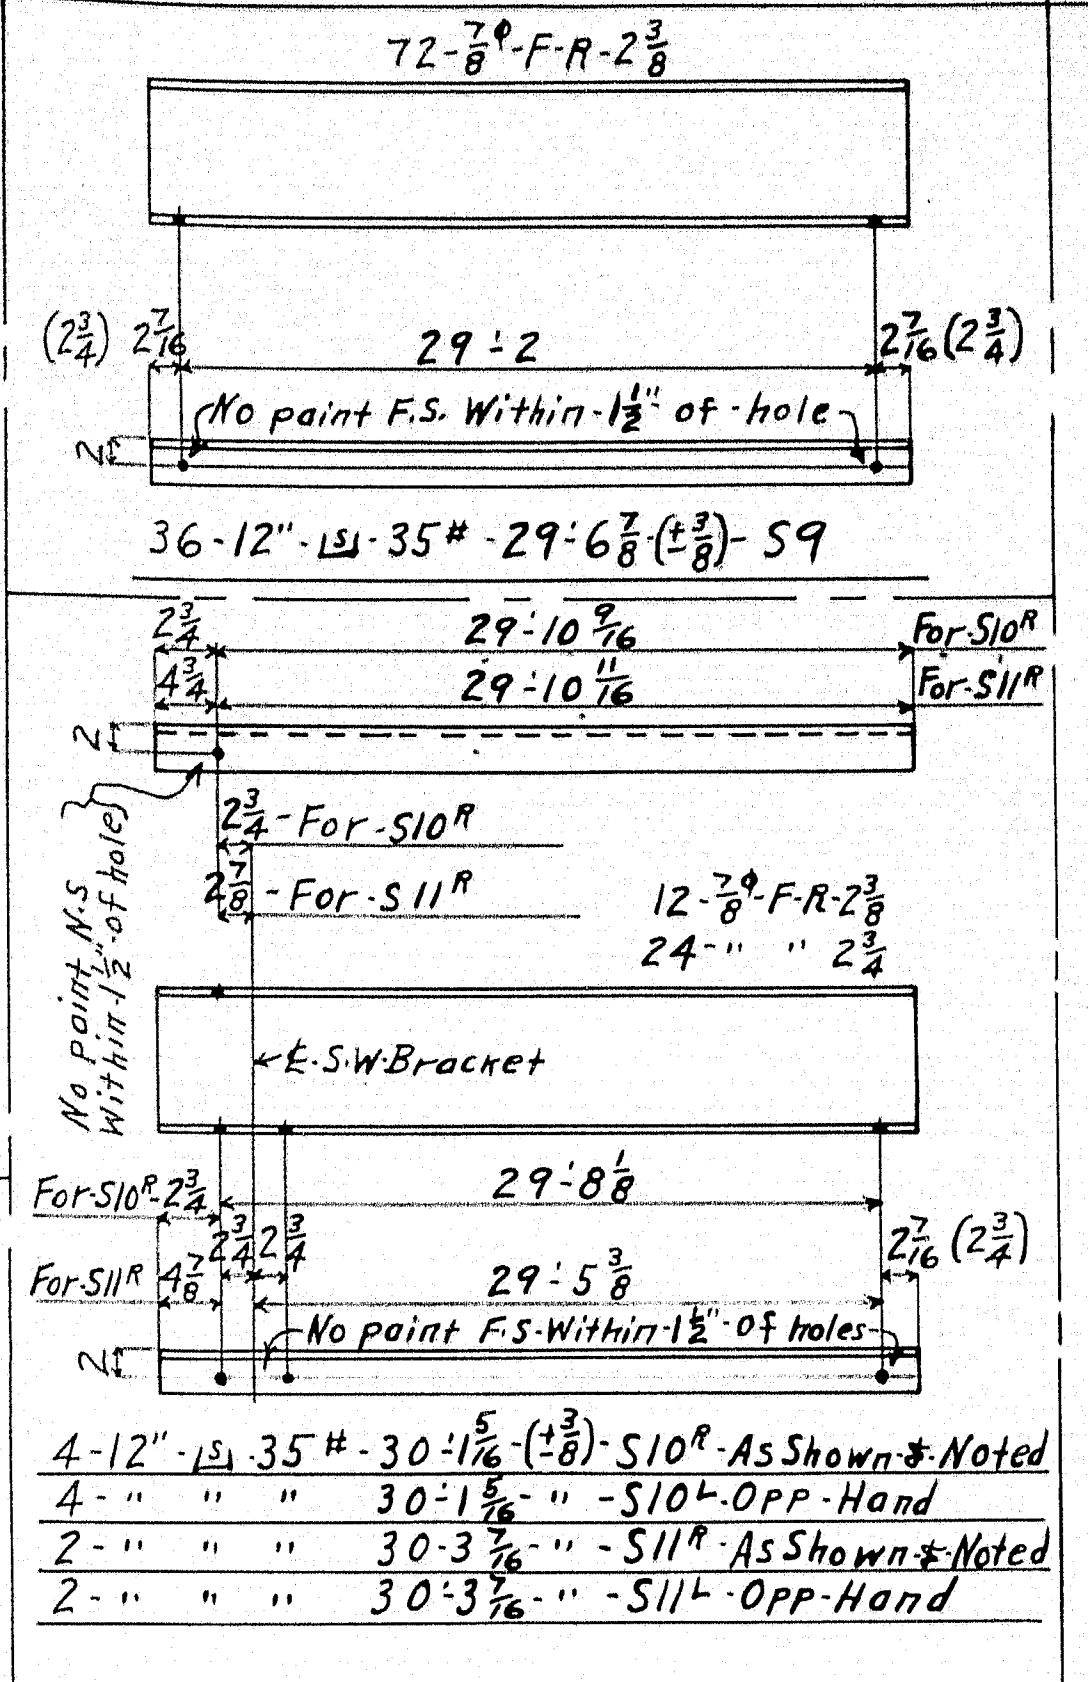 72-7/8ϕ-F-R-2 3/8
(2 3/4) 2 7/16 29'-2 2 7/16 (2 3/4)
No paint F.S. Within-1 1/2" of-hole
2
36-12"-⊔s-35#-29'-6 7/8-(±3/8)-S9
2 3/4 29'-10 9/16 For-S10R
4 3/4 29'-10 11/16 For-S11R
2
2 3/4-For-S10R
2 7/8-For-S11R
No paint N.S
Within-1 1/2"-of hole
12-7/8ϕ-F-R-2 3/8
24-" " 2 3/4
℄.S.W.Bracket
For-S10R-2 3/4 29'-8 1/8
2 3/4 2 3/4 2 7/16 (2 3/4)
For-S11R 4 7/8 29'-5 3/8
No paint F.S-Within-1 1/2"-of holes
2
4-12"-⊔s-35#-30'-1 5/16-(±3/8)-S10R-As Shown-&-Noted
4-" " " 30'-1 5/16-"-S10L-OPP-Hand
2-" " " 30-3 7/16-"-S11R-As Shown-&-Noted
2-" " " 30'-3 7/16-"-S11L-OPP-Hand